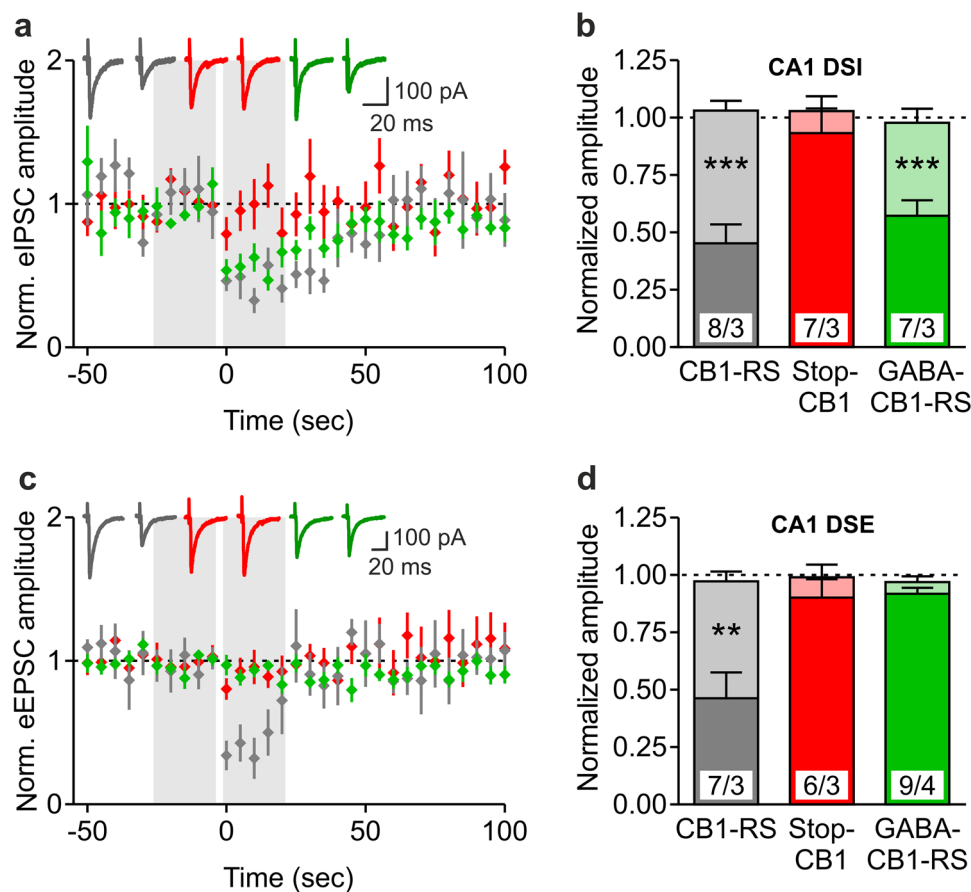 a
Norm. eIPSC amplitude
2
1
0
-50
0
50
100
Time (sec)
100 pA
20 ms
b
CA1 DSI
Normalized amplitude
1.25
1.00
0.75
0.50
0.25
0.00
***
***
8/3
7/3
7/3
CB1-RS
Stop-
CB1
GABA-
CB1-RS
c
Norm. eEPSC amplitude
2
1
0
-50
0
50
100
Time (sec)
100 pA
20 ms
d
CA1 DSE
Normalized amplitude
1.25
1.00
0.75
0.50
0.25
0.00
**
7/3
6/3
9/4
CB1-RS
Stop-
CB1
GABA-
CB1-RS